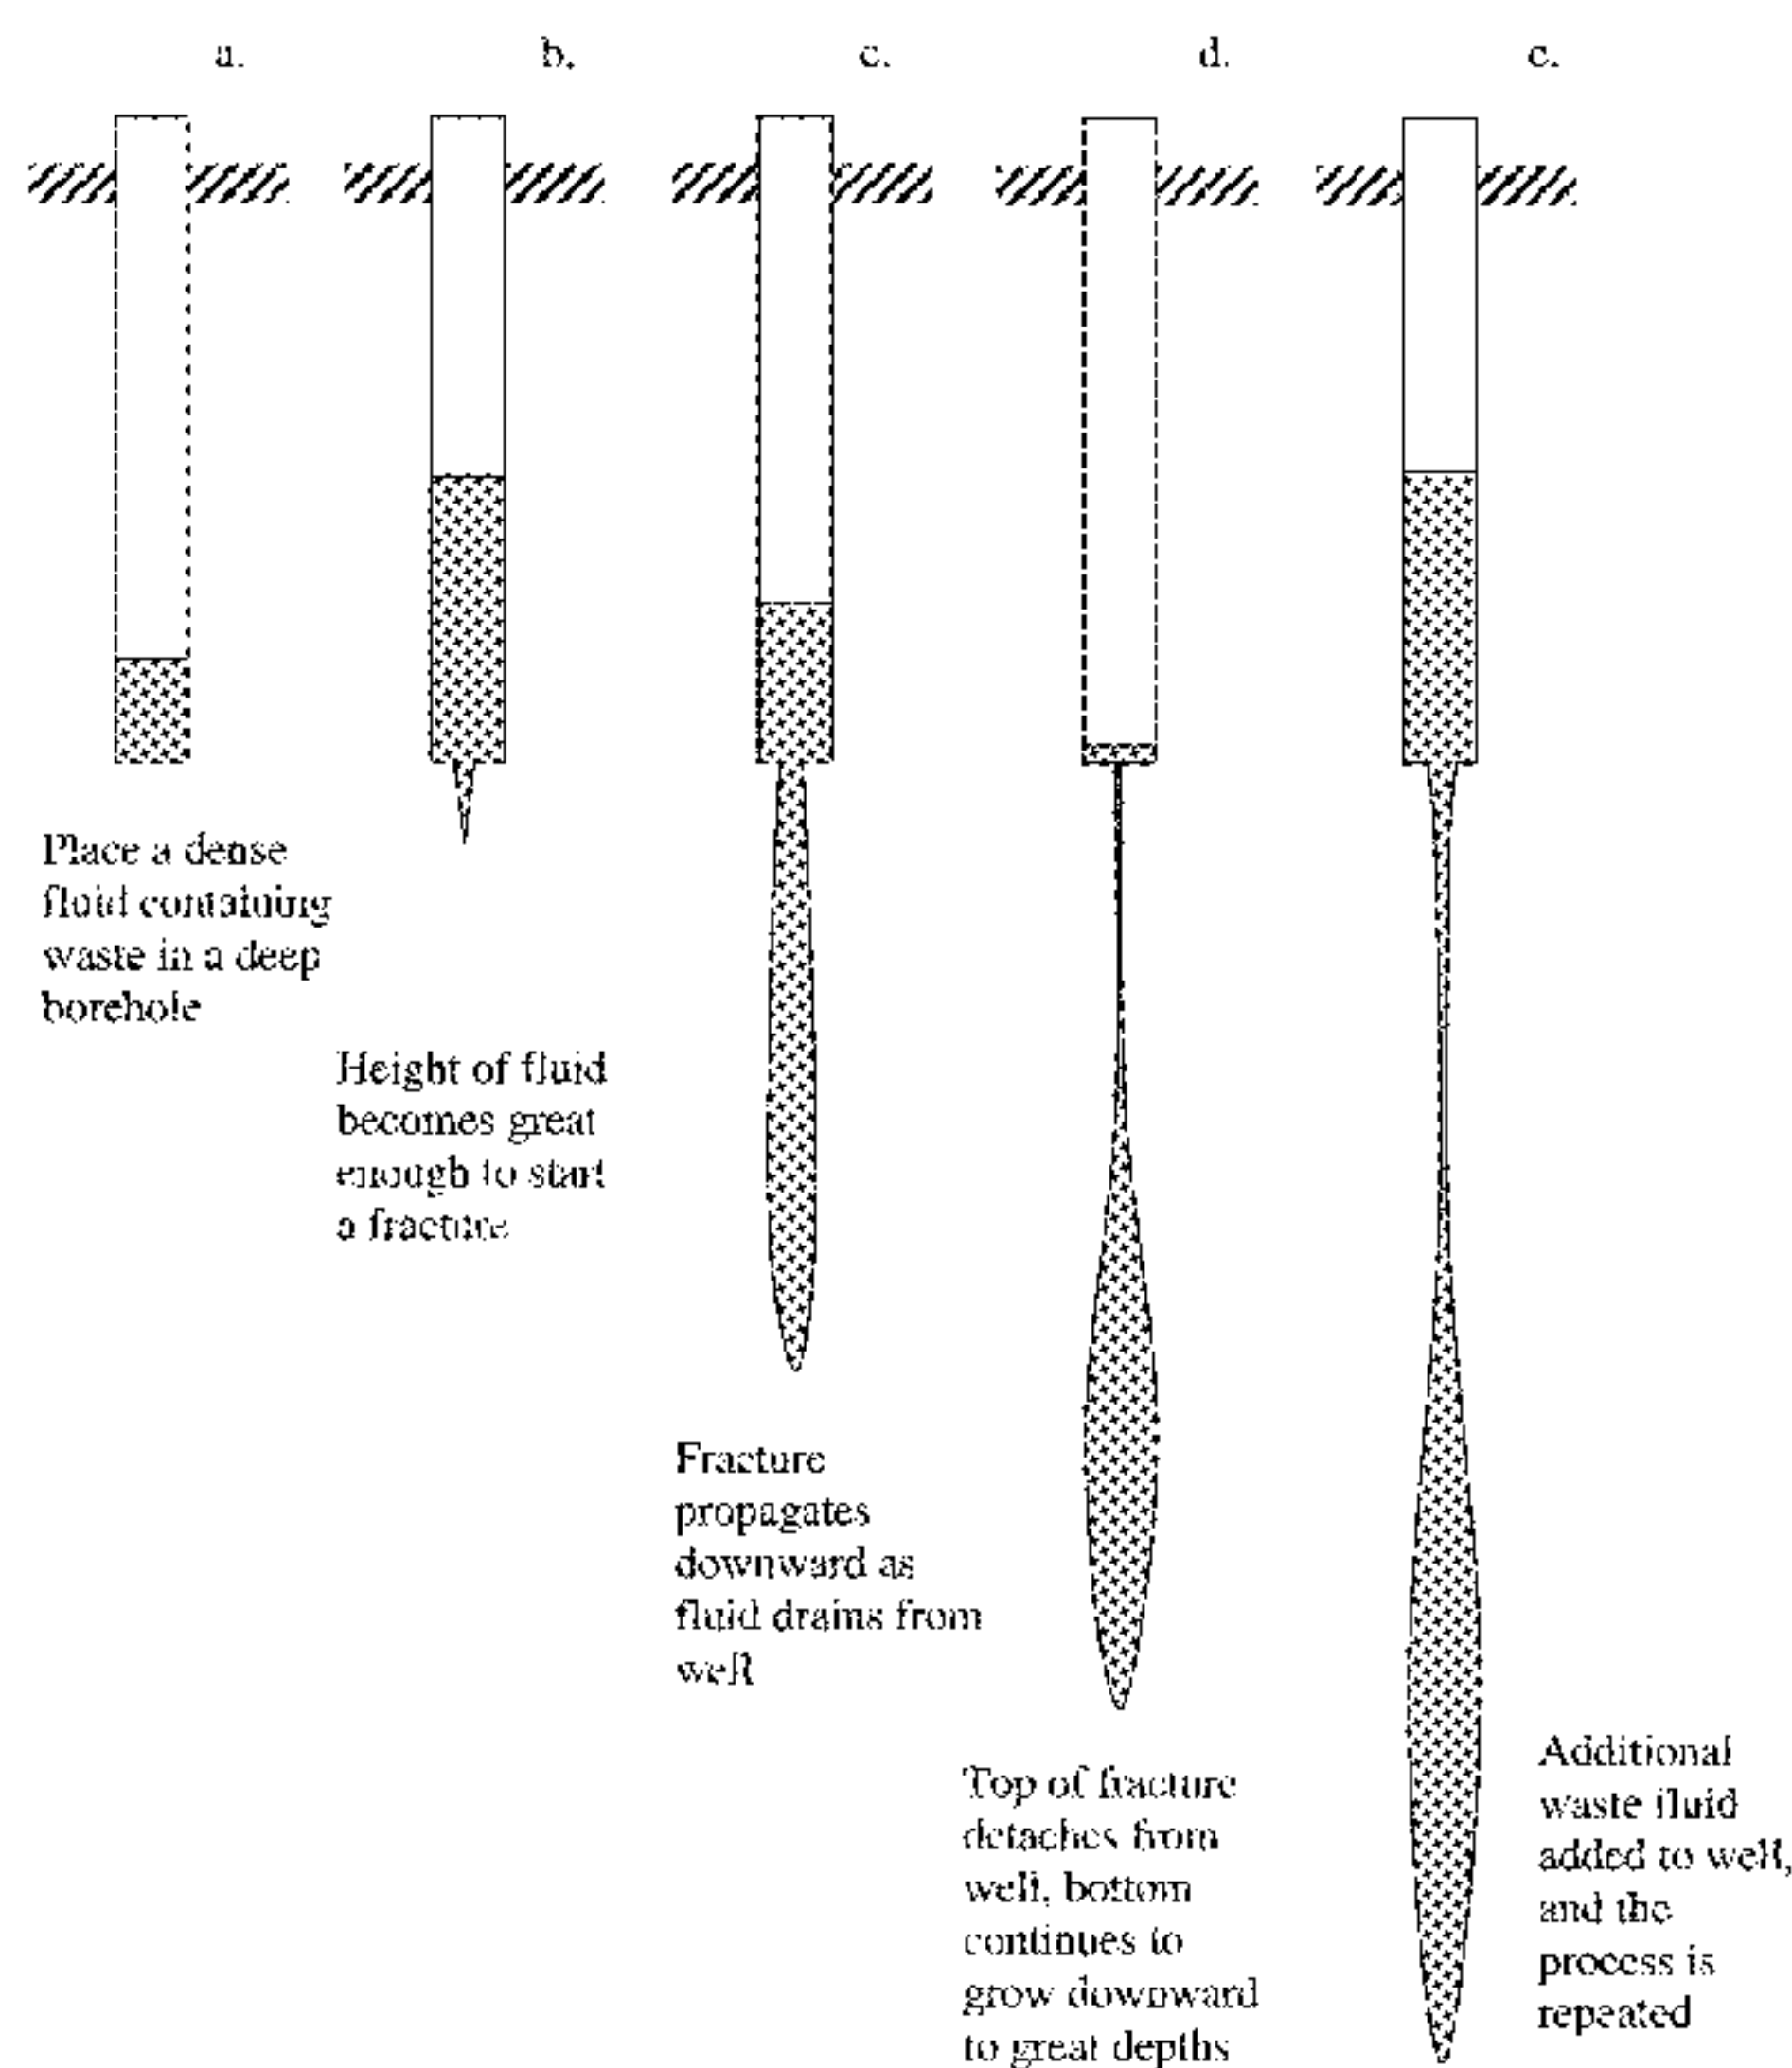 a.
b.
c.
d.
e.
Place a dense
fluid containing
waste in a deep
borehole
Height of fluid
becomes great
enough to start
a fracture
Fracture
propagates
downward as
fluid drains from
well
Top of fracture
detaches from
well, bottom
continues to
grow downward
to great depths
Additional
waste fluid
added to well,
and the
process is
repeated